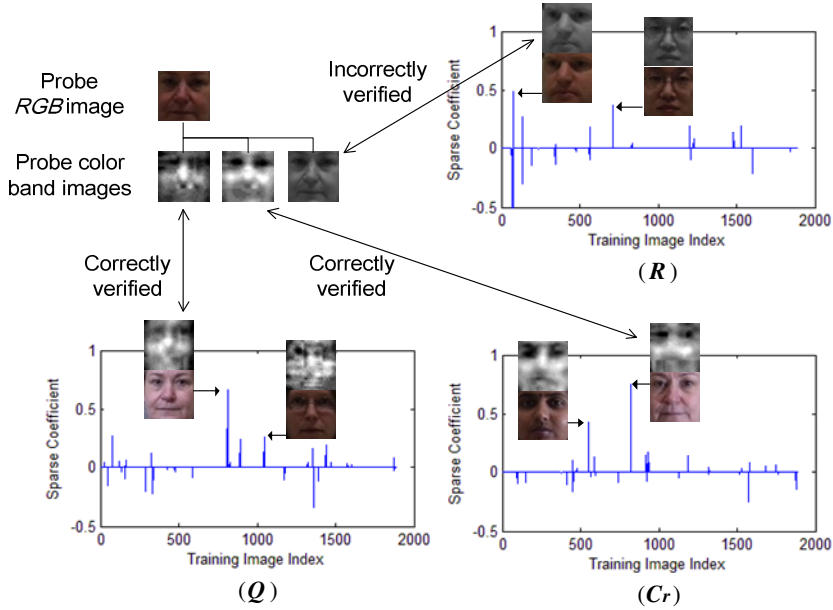 Probe
RGB image
Probe color
band images
Incorrectly
verified
Correctly
verified
Correctly
verified
1
0.5
0
-0.5
0
500
1000
1500
2000
Sparse Coefficient
Training Image Index
(R)
1
0.5
0
-0.5
0
500
1000
1500
2000
Sparse Coefficient
Training Image Index
(Q)
1
0.5
0
-0.5
0
500
1000
1500
2000
Sparse Coefficient
Training Image Index
(Cr)